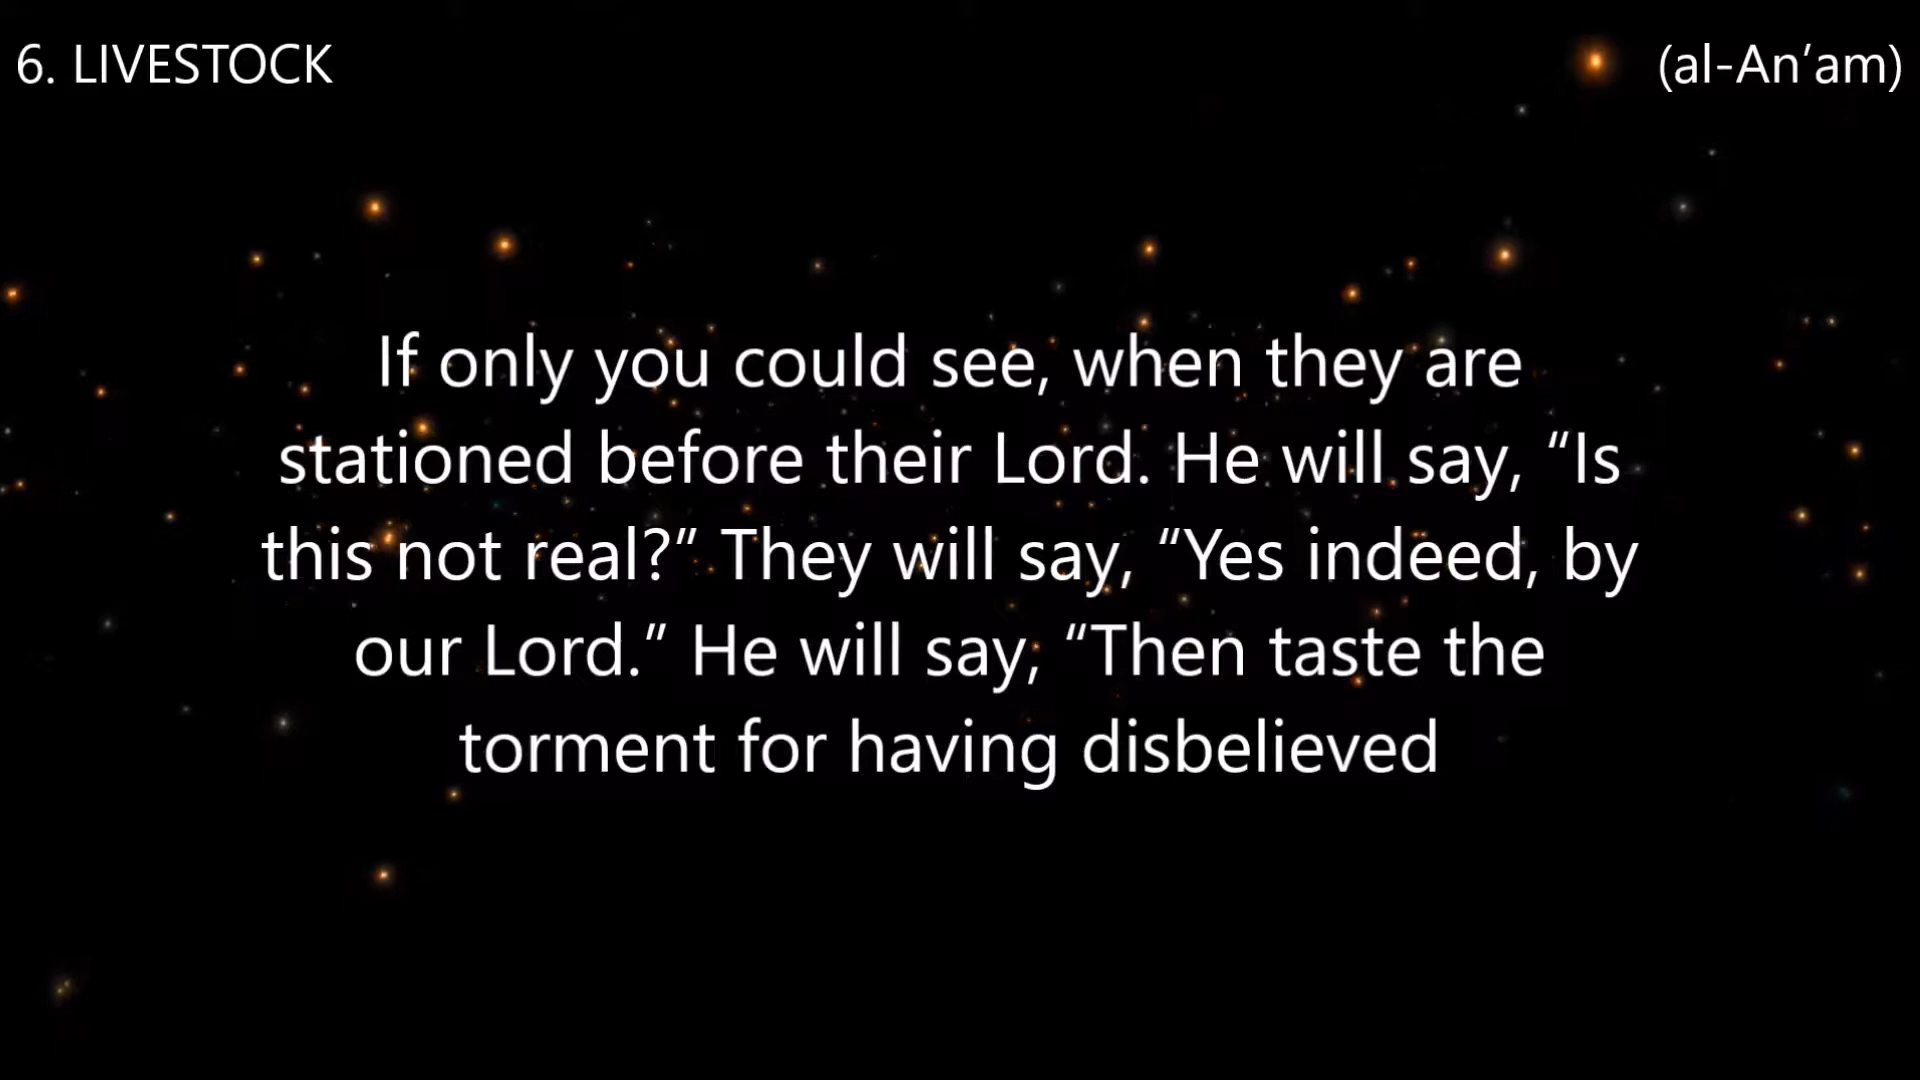 6. LIVESTOCK
(al-An’am)
If only you could see, when they are
stationed before their Lord. He will say, “Is
this not real?” They will say, “Yes indeed, by
our Lord.” He will say, “Then taste the
torment for having disbelieved